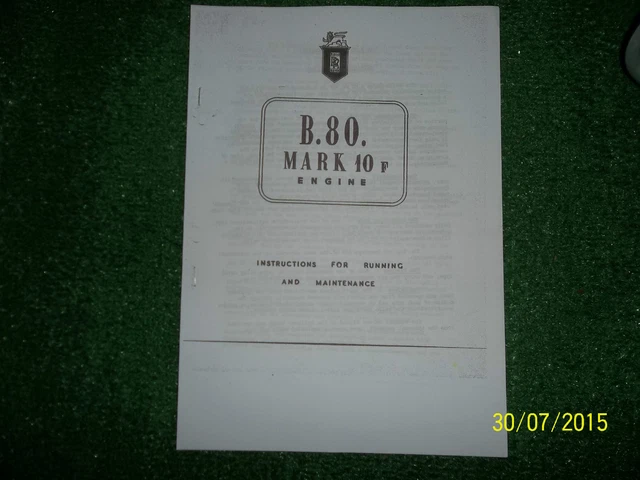 B.80.
MARK 10 F
ENGINE
INSTRUCTIONS FOR RUNNING
AND MAINTENANCE
30/07/2015